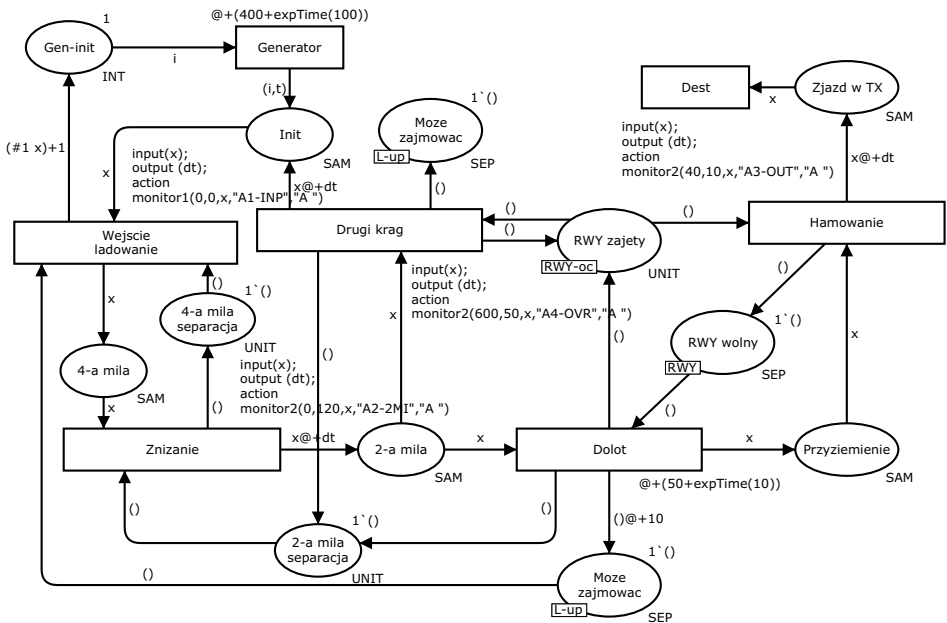 1
@+(400+expTime(100))
Gen-init
i
Generator
INT
(i,t)
Init
SAM
1`()
Moze
zajmowac
L-up
SEP
()
Dest
x
Zjazd w TX
SAM
input(x);
output (dt);
action
monitor2(40,10,x,"A3-OUT","A ")
x@+dt
(#1 x)+1
x
input(x);
output (dt);
action
monitor1(0,0,x,"A1-INP","A ")
x@+dt
Wejscie
ladowanie
Drugi krag
()
()
RWY zajety
RWY-oc
UNIT
()
Hamowanie
x
()
1`()
4-a mila
separacja
UNIT
x
input(x);
output (dt);
action
monitor2(600,50,x,"A4-OVR","A ")
()
()
1`()
RWY wolny
RWY
SEP
x
4-a mila
SAM
x
()
input(x);
output (dt);
action
monitor2(0,120,x,"A2-2MI","A ")
()
()
Znizanie
x@+dt
2-a mila
SAM
x
Dolot
@+(50+expTime(10))
x
Przyziemienie
SAM
()
1`()
2-a mila
separacja
UNIT
()
()@+10
()
1`()
Moze
zajmowac
L-up
SEP